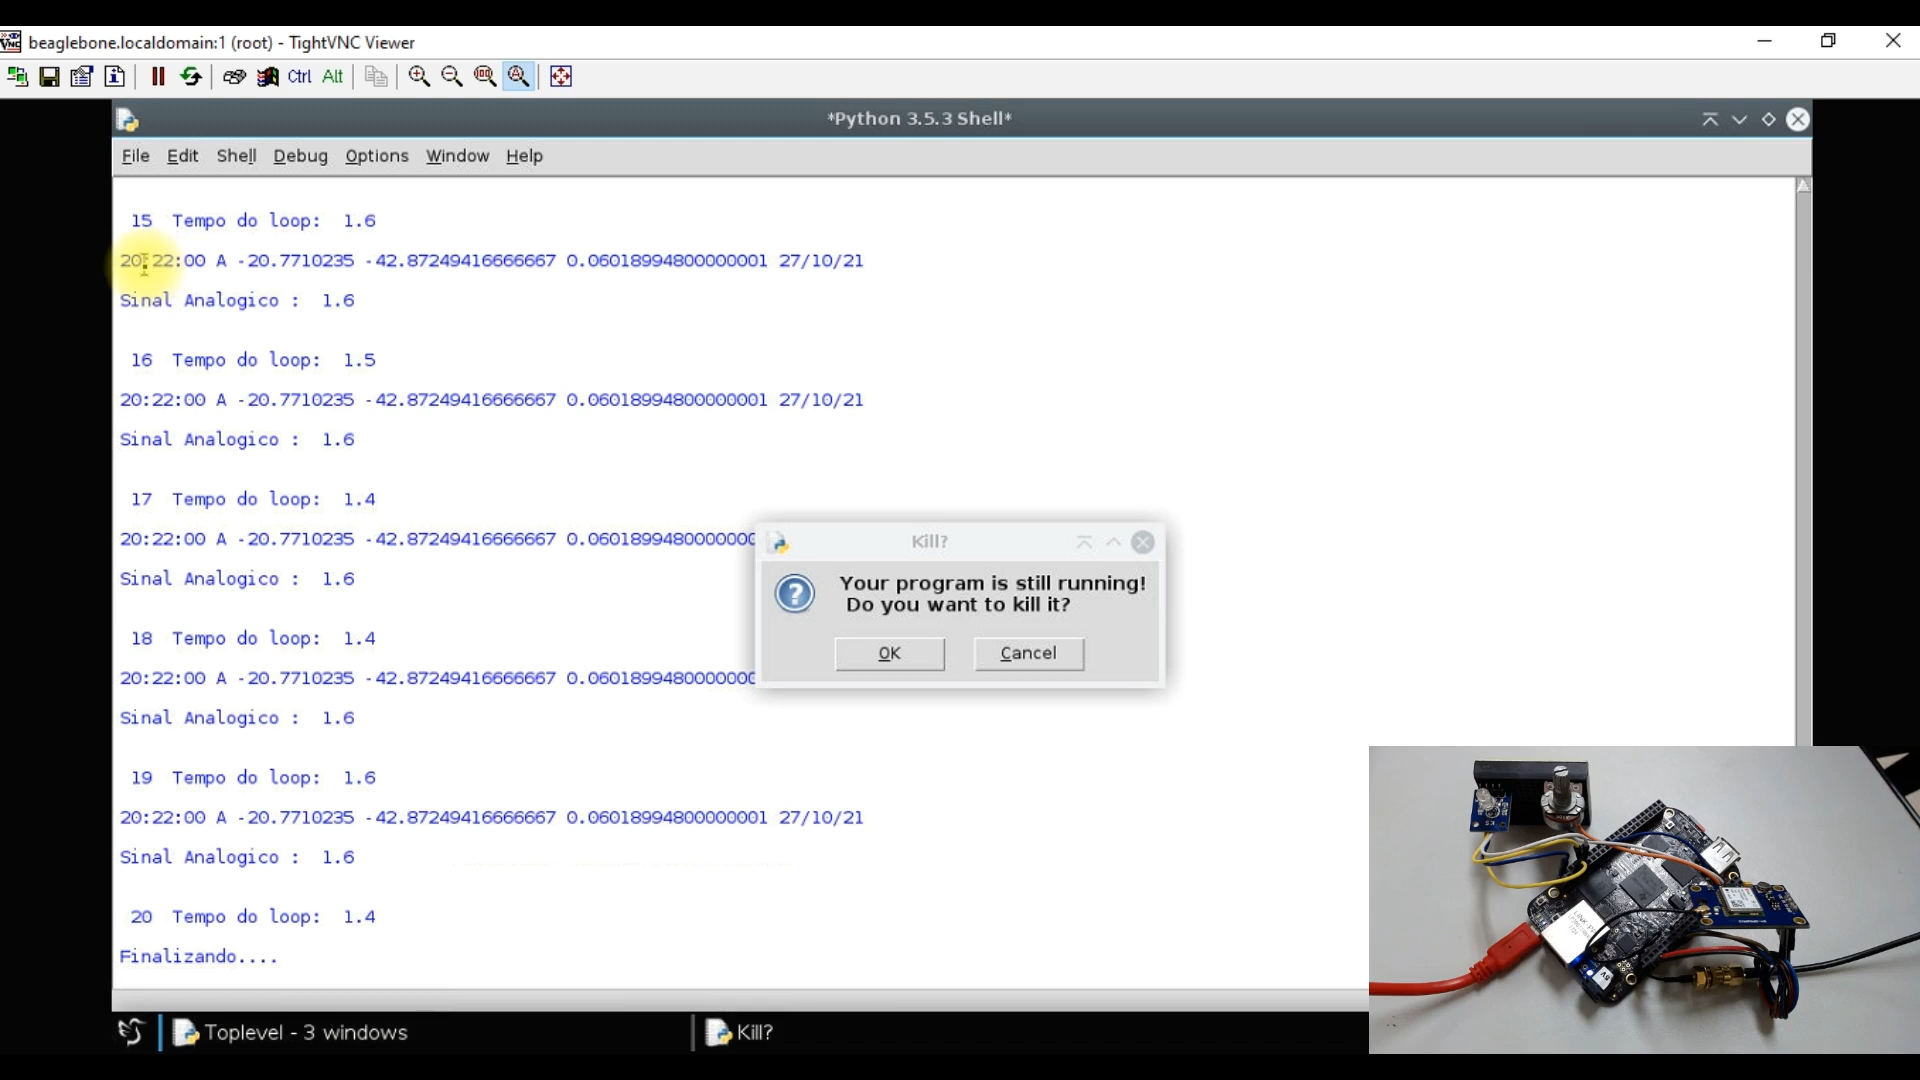 beaglebone.localdomain:1 (root) - TightVNC Viewer
Ctrl Alt
*Python 3.5.3 Shell*
File Edit Shell Debug Options Window Help
15 Tempo do loop: 1.6
20:22:00 A -20.7710235 -42.87249416666667 0.06018994800000001 27/10/21
Sinal Analogico : 1.6
16 Tempo do loop: 1.5
20:22:00 A -20.7710235 -42.87249416666667 0.06018994800000001 27/10/21
Sinal Analogico : 1.6
17 Tempo do loop: 1.4
20:22:00 A -20.7710235 -42.87249416666667 0.0601899480000000
Sinal Analogico : 1.6
18 Tempo do loop: 1.4
20:22:00 A -20.7710235 -42.87249416666667 0.0601899480000000
Sinal Analogico : 1.6
Kill?
Your program is still running!
Do you want to kill it?
OK Cancel
19 Tempo do loop: 1.6
20:22:00 A -20.7710235 -42.87249416666667 0.06018994800000001 27/10/21
Sinal Analogico : 1.6
20 Tempo do loop: 1.4
Finalizando....
Toplevel - 3 windows
Kill?